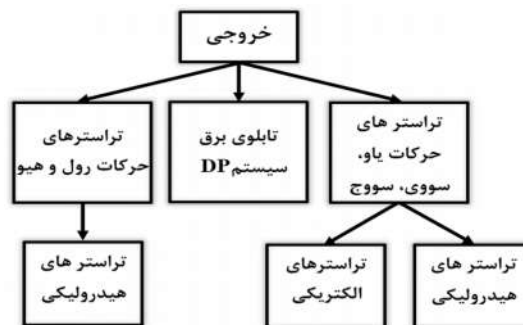 خروجی
تراستر های
حرکات یاو،
سووی، سووج
تابلوی برق
سیستم DP
تراسترهای
حرکات رول و هیو
تراستر های
هیدرولیکی
تراسترهای
الکتریکی
تراستر های
هیدرولیکی